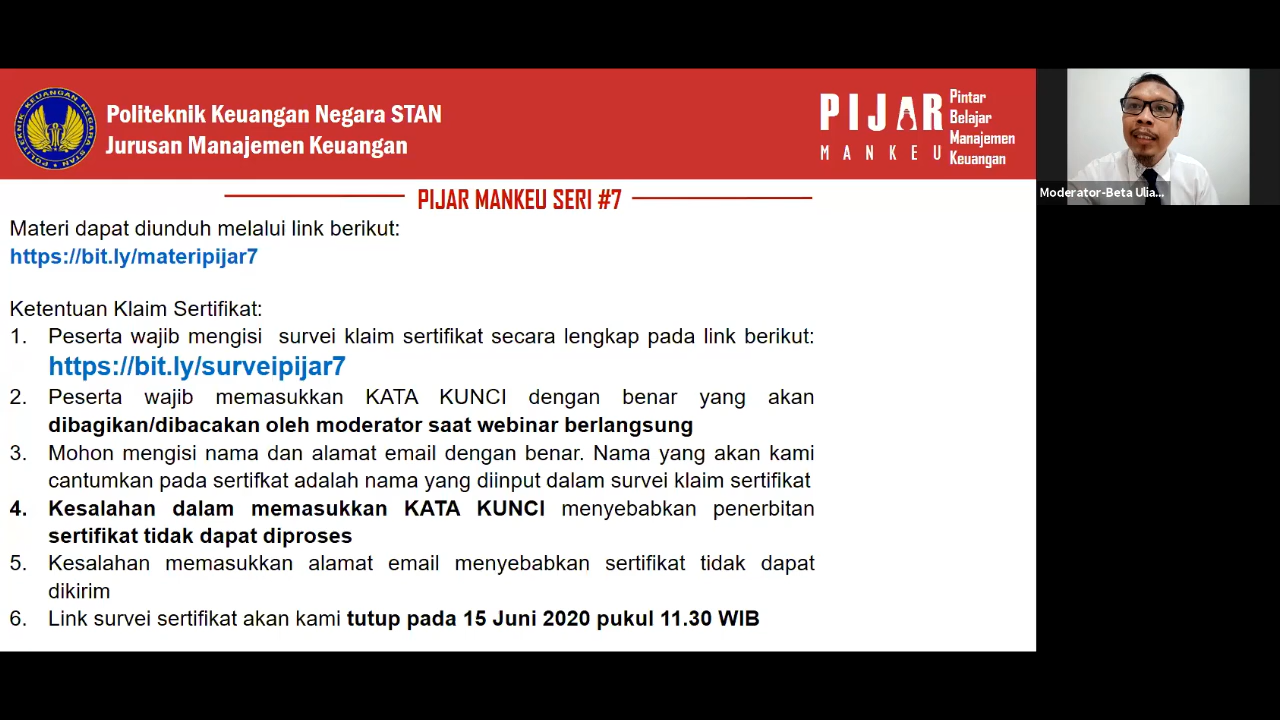 Politeknik Keuangan Negara STAN
Jurusan Manajemen Keuangan
POLITEKNIK KEUANGAN NEGARA STAN
PIJAR
MANKEU
Pintar
Belajar
Manajemen
Keuangan
Moderator-Beta Ulia...
PIJAR MANKEU SERI #7
Materi dapat diunduh melalui link berikut:
https://bit.ly/materipijar7
Ketentuan Klaim Sertifikat:
1. Peserta wajib mengisi survei klaim sertifikat secara lengkap pada link berikut:
https://bit.ly/surveipijar7
2. Peserta wajib memasukkan KATA KUNCI dengan benar yang akan
dibagikan/dibacakan oleh moderator saat webinar berlangsung
3. Mohon mengisi nama dan alamat email dengan benar. Nama yang akan kami
cantumkan pada sertifkat adalah nama yang diinput dalam survei klaim sertifikat
4. Kesalahan dalam memasukkan KATA KUNCI menyebabkan penerbitan
sertifikat tidak dapat diproses
5. Kesalahan memasukkan alamat email menyebabkan sertifikat tidak dapat
dikirim
6. Link survei sertifikat akan kami tutup pada 15 Juni 2020 pukul 11.30 WIB